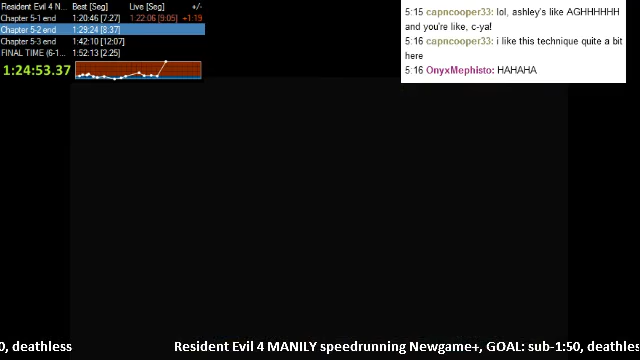 Resident Evil 4 N... Best [Seg] Live [Seg] +/-
Chapter 5-1 end 1:20:46 [7:27] 1:22:06 [9:05] +1:19
Chapter 5-2 end 1:29:24 [8:37]
Chapter 5-3 end 1:42:10 [12:07]
FINAL TIME (6-1... 1:52:13 [2:25]
1:24:53.37
5:15 capncooper33: lol, ashley's like AGHHHHHH
and you're like, c-ya!
5:16 capncooper33: i like this technique quite a bit
here
5:16 OnyxMephisto: HAHAHA
0, deathless Resident Evil 4 MANILY speedrunning Newgame+, GOAL: sub-1:50, deathles